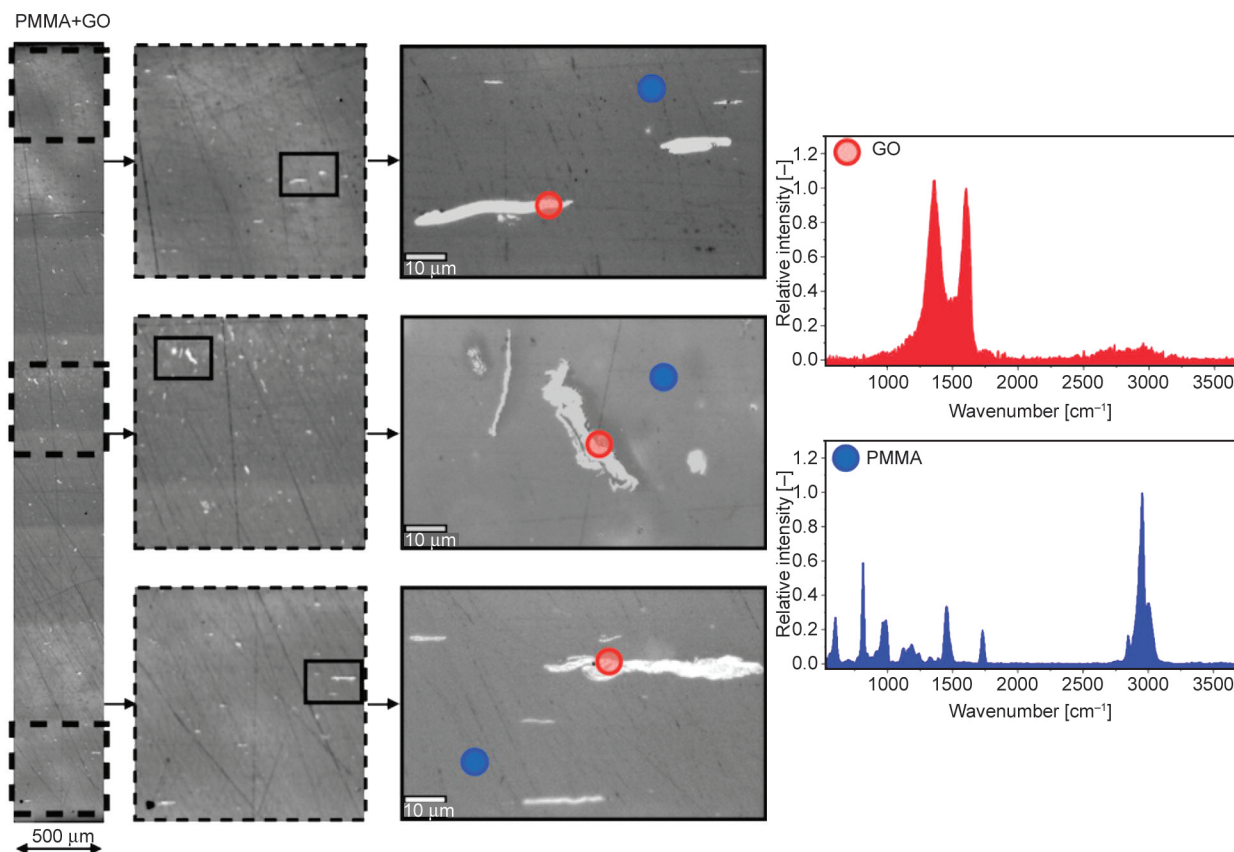 PMMA+GO
500 μm
10 μm
10 μm
10 μm
GO
Relative intensity [–]
1.2
1.0
0.8
0.6
0.4
0.2
0.0
1000 1500 2000 2500 3000 3500
Wavenumber [cm⁻¹]
PMMA
Relative intensity [–]
1.2
1.0
0.8
0.6
0.4
0.2
0.0
1000 1500 2000 2500 3000 3500
Wavenumber [cm⁻¹]